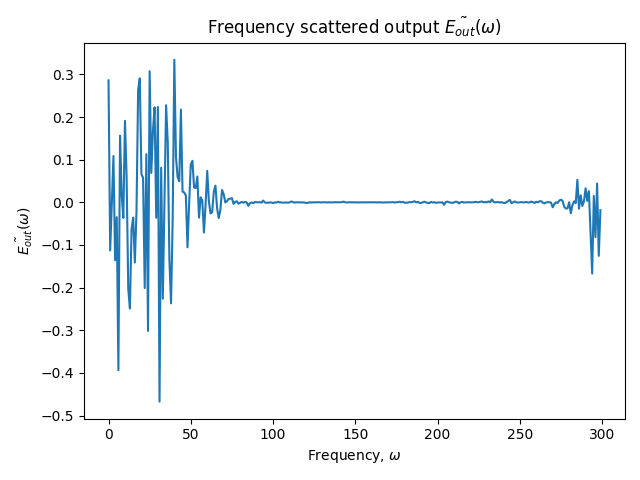 Frequency scattered output $\tilde{E_{out}}(\omega)$
0.3
0.2
0.1
0.0
−0.1
−0.2
−0.3
−0.4
−0.5
$\tilde{E_{out}}(\omega)$
0 50 100 150 200 250 300
Frequency, ω